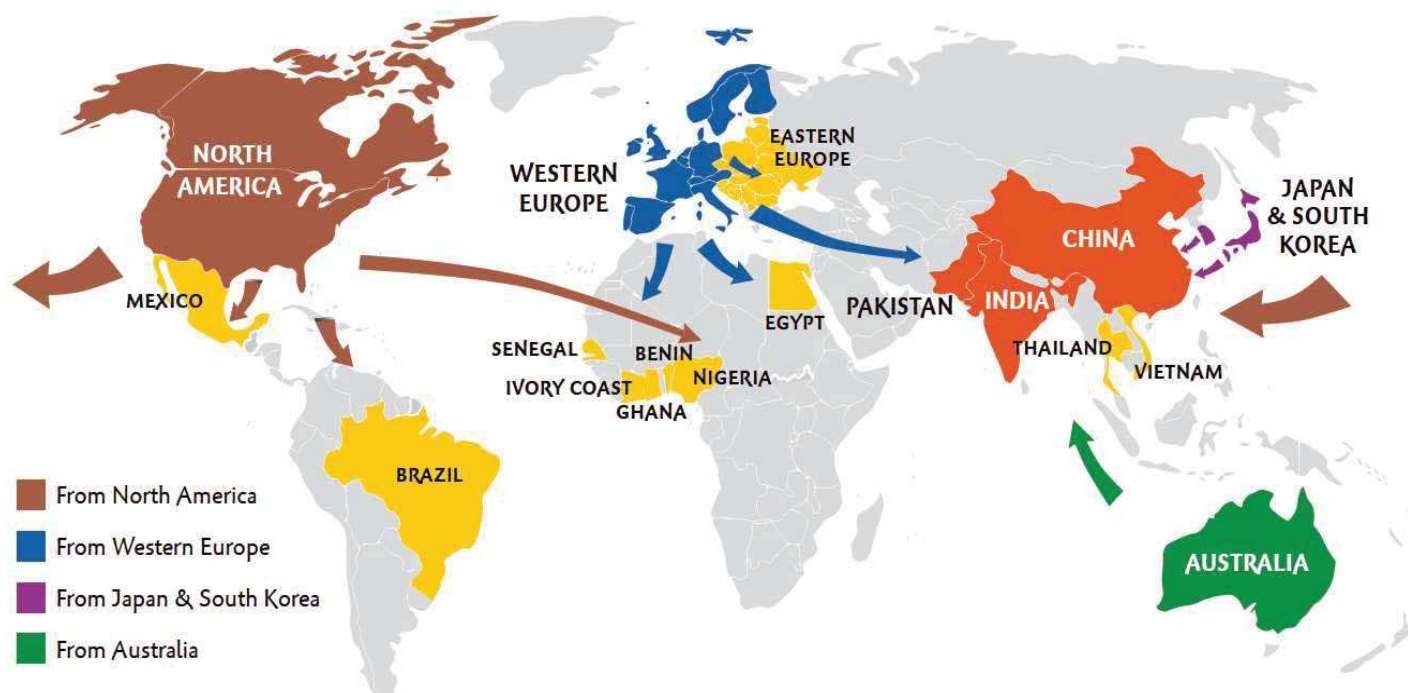 NORTH
AMERICA
WESTERN
EUROPE
EASTERN
EUROPE
JAPAN
& SOUTH
KOREA
CHINA
MEXICO
PAKISTAN
INDIA
EGYPT
SENEGAL
BENIN
THAILAND
NIGERIA
VIETNAM
IVORY COAST
GHANA
BRAZIL
AUSTRALIA
From North America
From Western Europe
From Japan & South Korea
From Australia